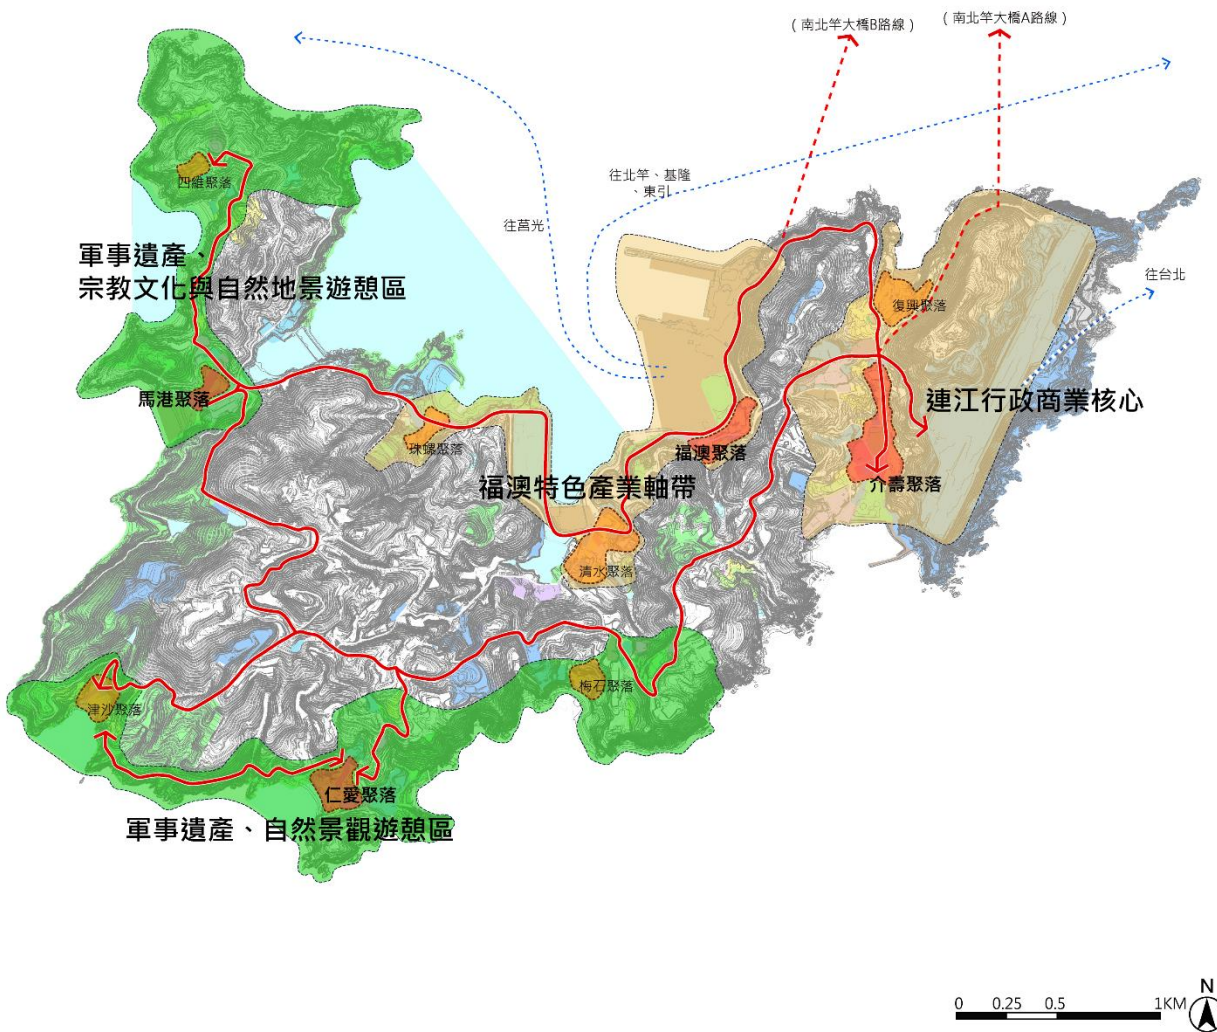 (南北竿大橋B路線)
(南北竿大橋A路線)
往北竿、基隆
、東引
往莒光
往台北
四維聚落
軍事遺產、
宗教文化與自然地景遊憩區
馬港聚落
復興聚落
連江行政商業核心
珠螺聚落
福澳聚落
福澳特色產業軸帶
介壽聚落
清水聚落
梅石聚落
津沙聚落
仁愛聚落
軍事遺產、自然景觀遊憩區
0 0.25 0.5 1KM
N